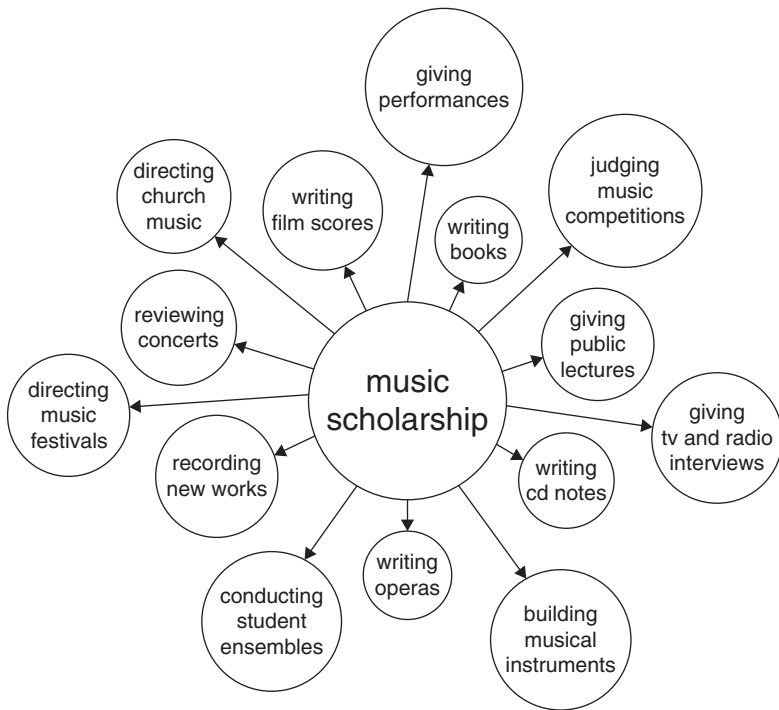 giving
performances
directing
church
music
writing
film scores
judging
music
competitions
writing
books
reviewing
concerts
giving
public
lectures
music
scholarship
directing
music
festivals
giving
tv and radio
interviews
recording
new works
writing
cd notes
writing
operas
conducting
student
ensembles
building
musical
instruments